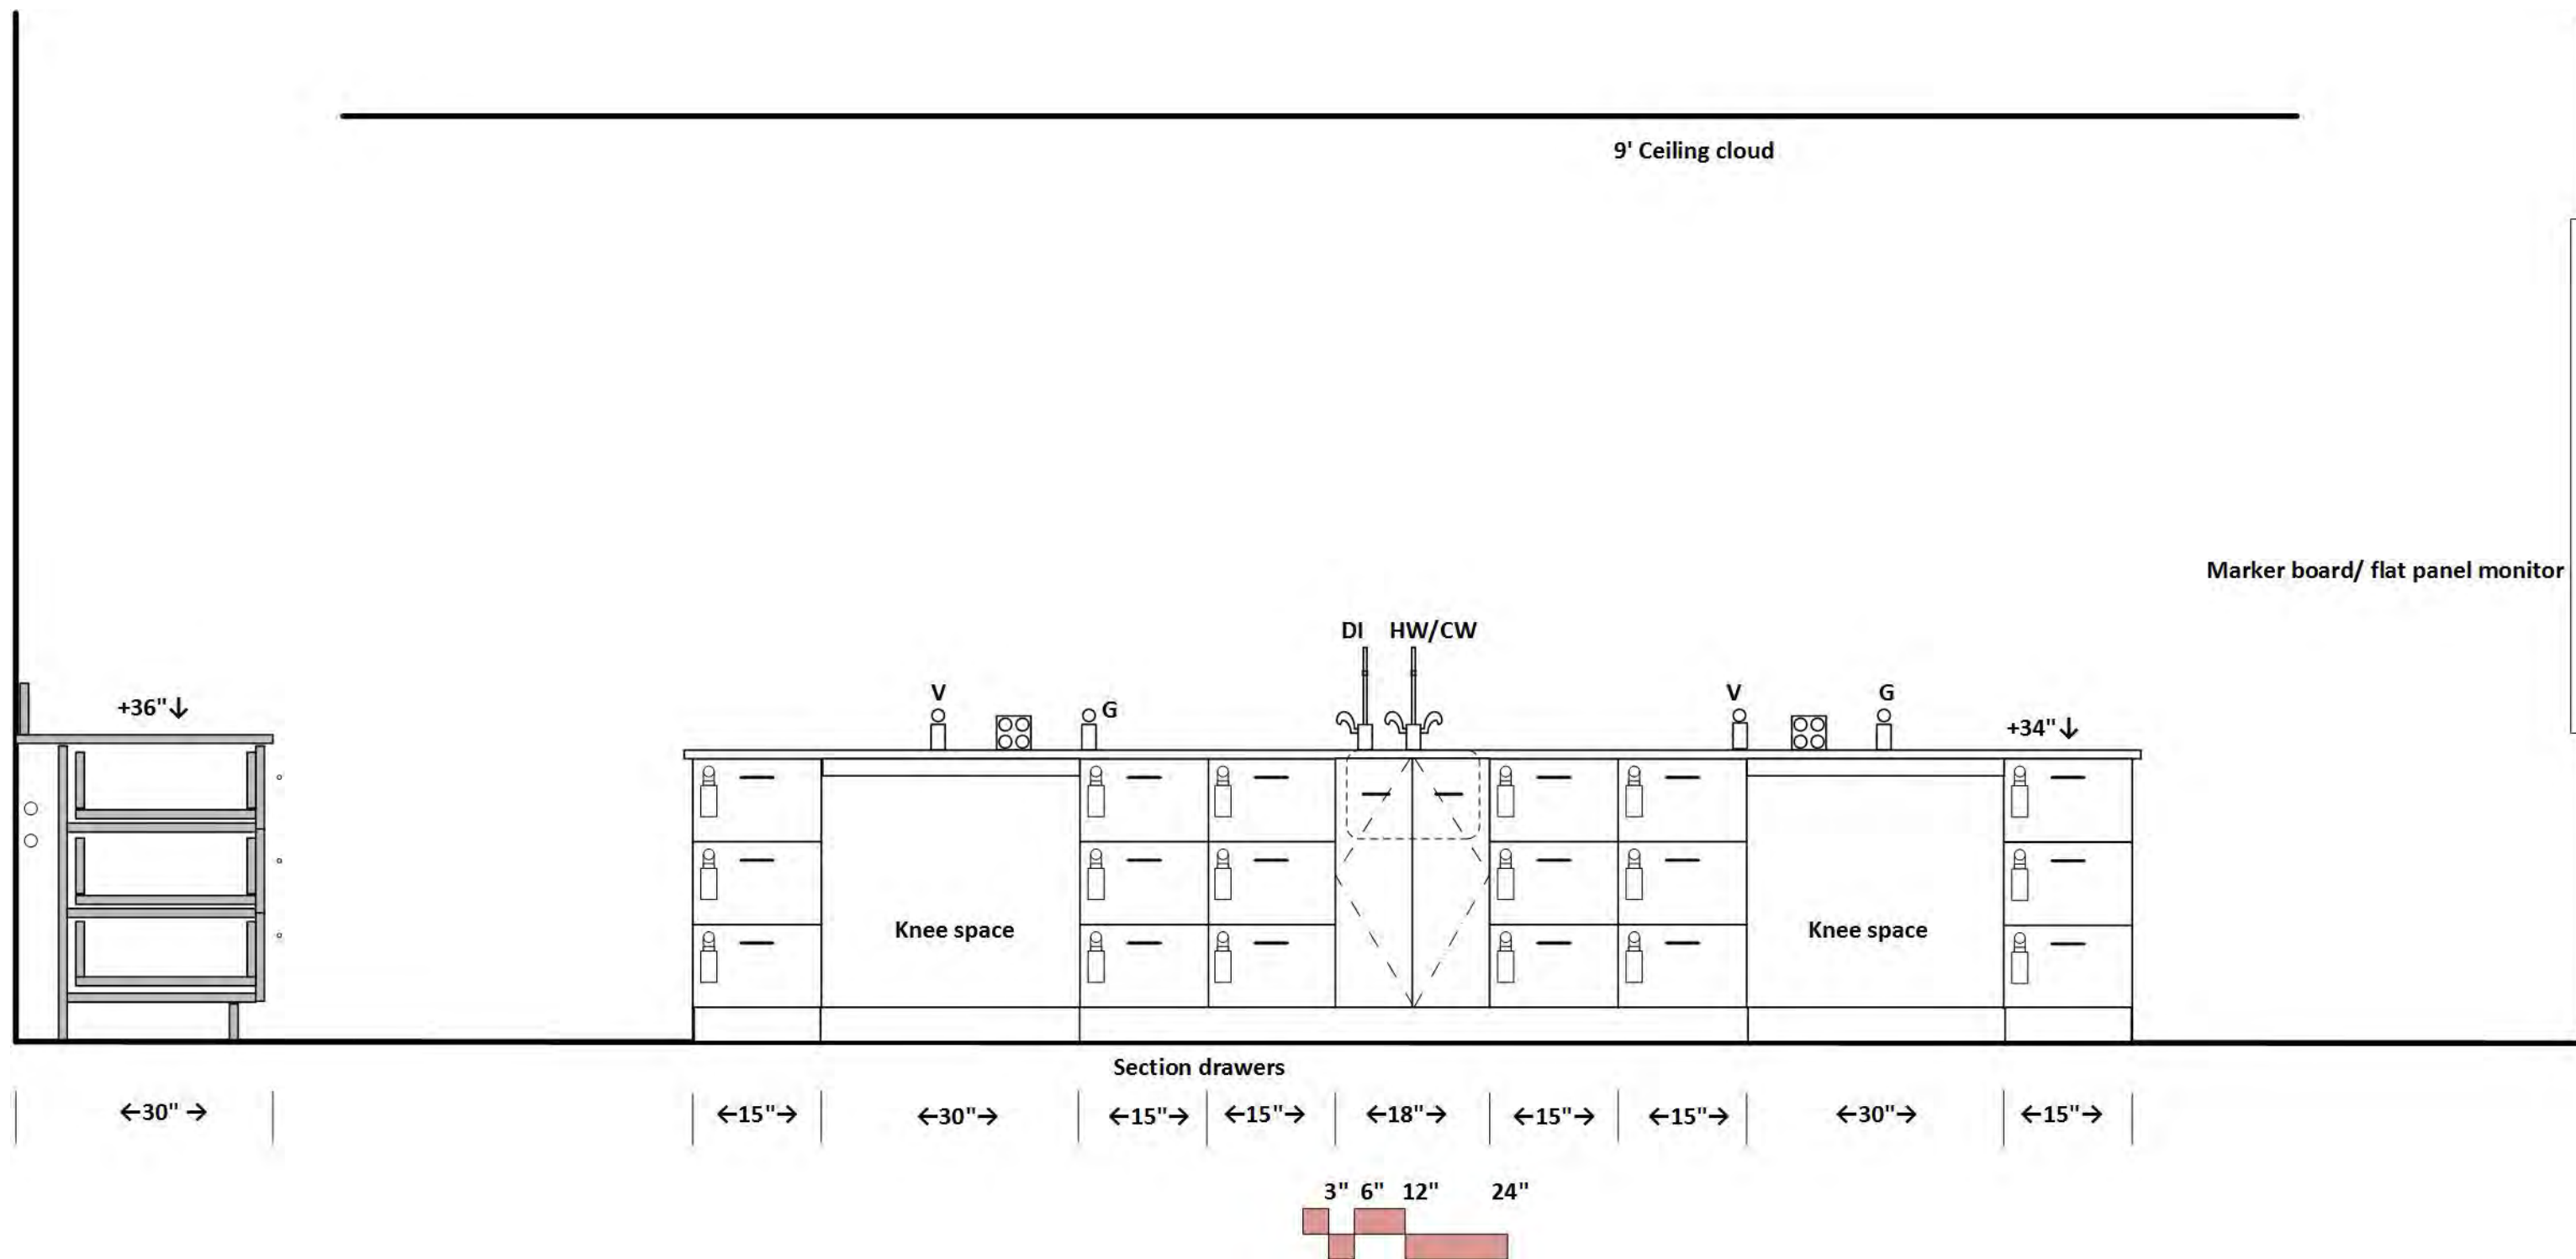 9' Ceiling cloud
Marker board/ flat panel monitor
DI HW/CW
V G V G
+36"↓ +34"↓
Knee space Knee space
Section drawers
←30" → ←15"→ ←30"→ ←15"→ ←15"→ ←18"→ ←15"→ ←15"→ ←30"→ ←15"→
3" 6" 12" 24"